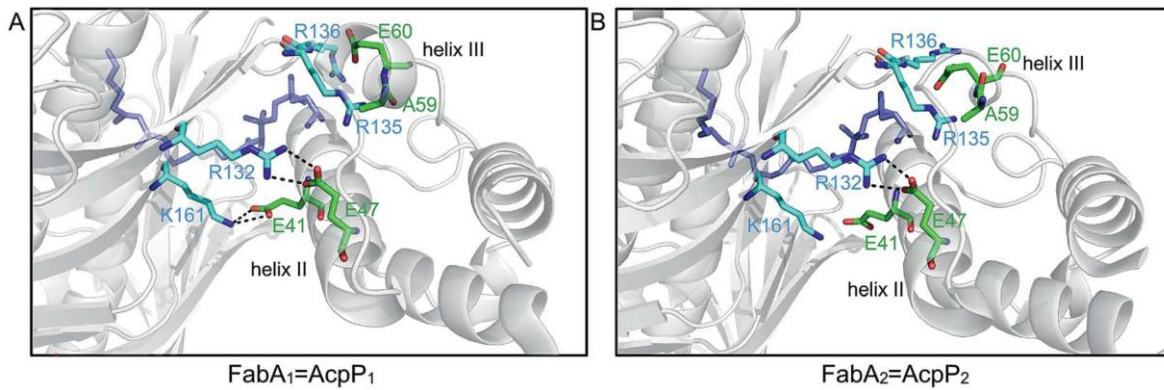 A
R136
E60
helix III
A59
R135
R132
K161
E41
E47
helix II
FabA₁=AcpP₁
B
R136
E60
helix III
A59
R135
R132
K161
E41
E47
helix II
FabA₂=AcpP₂